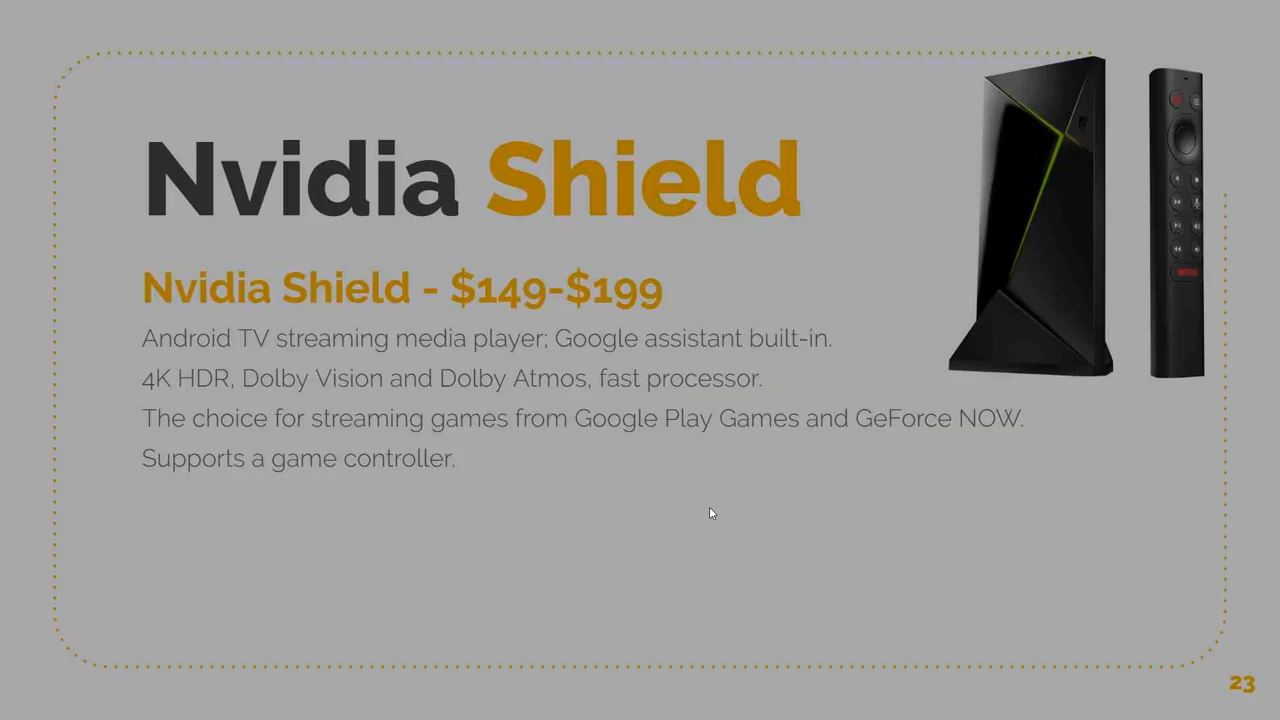 Nvidia Shield
Nvidia Shield - $149-$199
Android TV streaming media player; Google assistant built-in.
4K HDR, Dolby Vision and Dolby Atmos, fast processor.
The choice for streaming games from Google Play Games and GeForce NOW.
Supports a game controller.
23